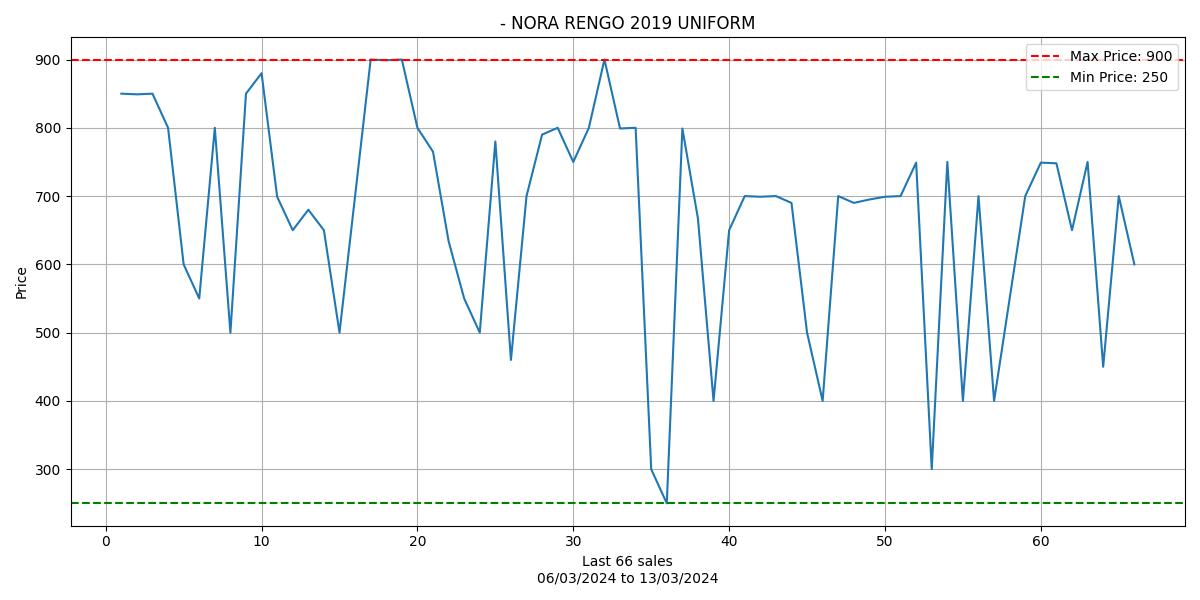 - NORA RENGO 2019 UNIFORM
Max Price: 900
Min Price: 250
Price
900
800
700
600
500
400
300
0 10 20 30 40 50 60
Last 66 sales
06/03/2024 to 13/03/2024